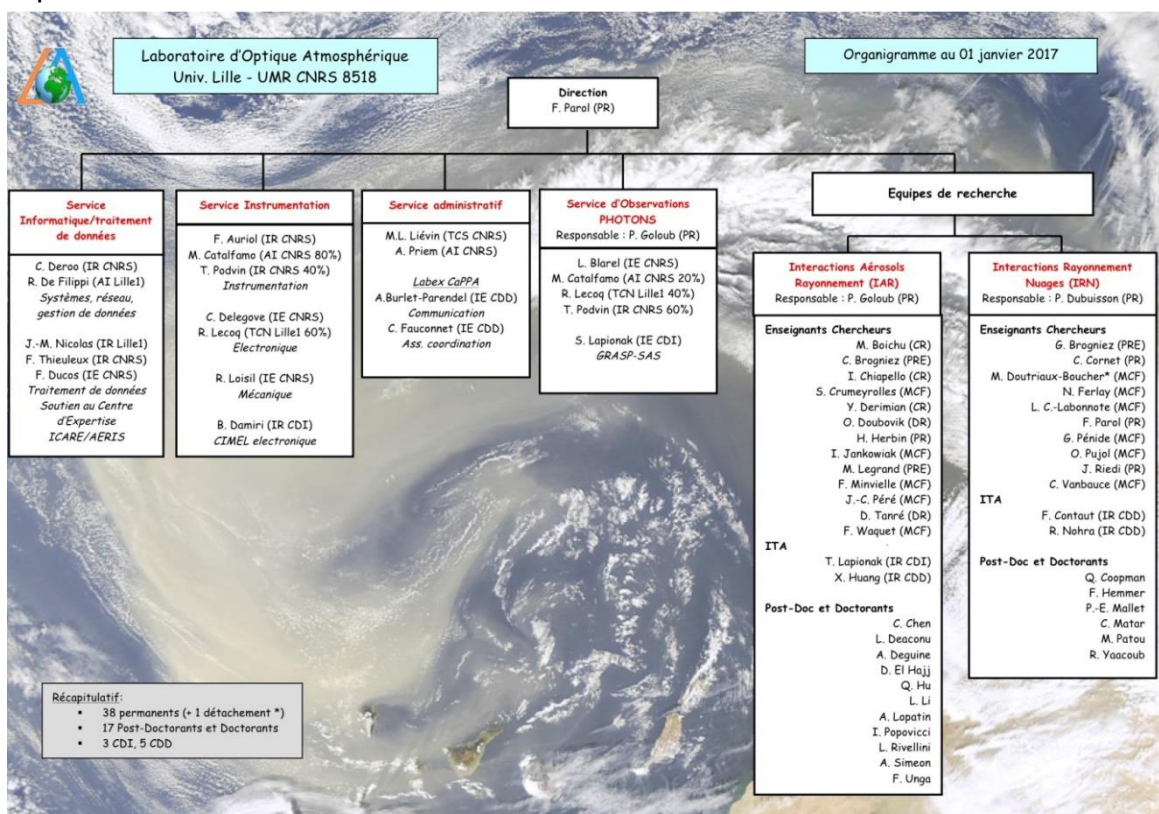 Laboratoire d'Optique Atmosphérique
Univ. Lille - UMR CNRS 8518
Organigramme au 01 janvier 2017
Direction
F. Parol (PR)
Service
Informatique/traitement
de données
C. Deroo (IR CNRS)
R. De Filippi (AI Lille1)
Systèmes, réseau,
gestion de données
J.-M. Nicolas (IR Lille1)
F. Thieuleux (IR CNRS)
F. Ducos (IE CNRS)
Traitement de données
Soutien au Centre
d'Expertise
ICARE/AERIS
Service Instrumentation
F. Auriol (IR CNRS)
M. Catalfamo (AI CNRS 80%)
T. Podvin (IR CNRS 40%)
Instrumentation
C. Delegove (IE CNRS)
R. Lecoq (TCN Lille1 60%)
Electronique
R. Loisil (IE CNRS)
Mécanique
B. Damiri (IR CDI)
CIMEL electronique
Service administratif
M.L. Liévin (TCS CNRS)
A. Priem (AI CNRS)
Labex CaPPA
A.Burlet-Parendel (IE CDD)
Communication
C. Fauconnet (IE CDD)
Ass. coordination
Service d'Observations
PHOTONS
Responsable : P. Goloub (PR)
L. Blarel (IE CNRS)
M. Catalfamo (AI CNRS 20%)
R. Lecoq (TCN Lille1 40%)
T. Podvin (IR CNRS 60%)
S. Lapionak (IE CDI)
GRASP-SAS
Equipes de recherche
Interactions Aérosols
Rayonnement (IAR)
Responsable : P. Goloub (PR)
Enseignants Chercheurs
M. Boichu (CR)
C. Brogniez (PRE)
I. Chiapello (CR)
S. Crumeyrolles (MCF)
Y. Derimian (CR)
O. Doubovik (DR)
H. Herbin (PR)
I. Jankowiak (MCF)
M. Legrand (PRE)
F. Minvielle (MCF)
J.-C. Péré (MCF)
D. Tanré (DR)
F. Waquet (MCF)
ITA
T. Lapionak (IR CDI)
X. Huang (IR CDD)
Post-Doc et Doctorants
C. Chen
L. Deaconu
A. Deguine
D. El Hajj
Q. Hu
L. Li
A. Lopatin
I. Popovicci
L. Rivellini
A. Simeon
F. Unga
Interactions Rayonnement
Nuages (IRN)
Responsable : P. Dubuisson (PR)
Enseignants Chercheurs
G. Brogniez (PRE)
C. Cornet (PR)
M. Doutriaux-Boucher* (MCF)
N. Ferlay (MCF)
L. C.-Labonnote (MCF)
F. Parol (PR)
G. Pénide (MCF)
O. Pujol (MCF)
J. Riedi (PR)
C. Vanbauce (MCF)
ITA
F. Contaut (IR CDD)
R. Nohra (IR CDD)
Post-Doc et Doctorants
Q. Coopman
F. Hemmer
P.-E. Mallet
C. Matar
M. Patou
R. Yaacoub
Récapitulatif:
▪ 38 permanents (+ 1 détachement *)
▪ 17 Post-Doctorants et Doctorants
▪ 3 CDI, 5 CDD